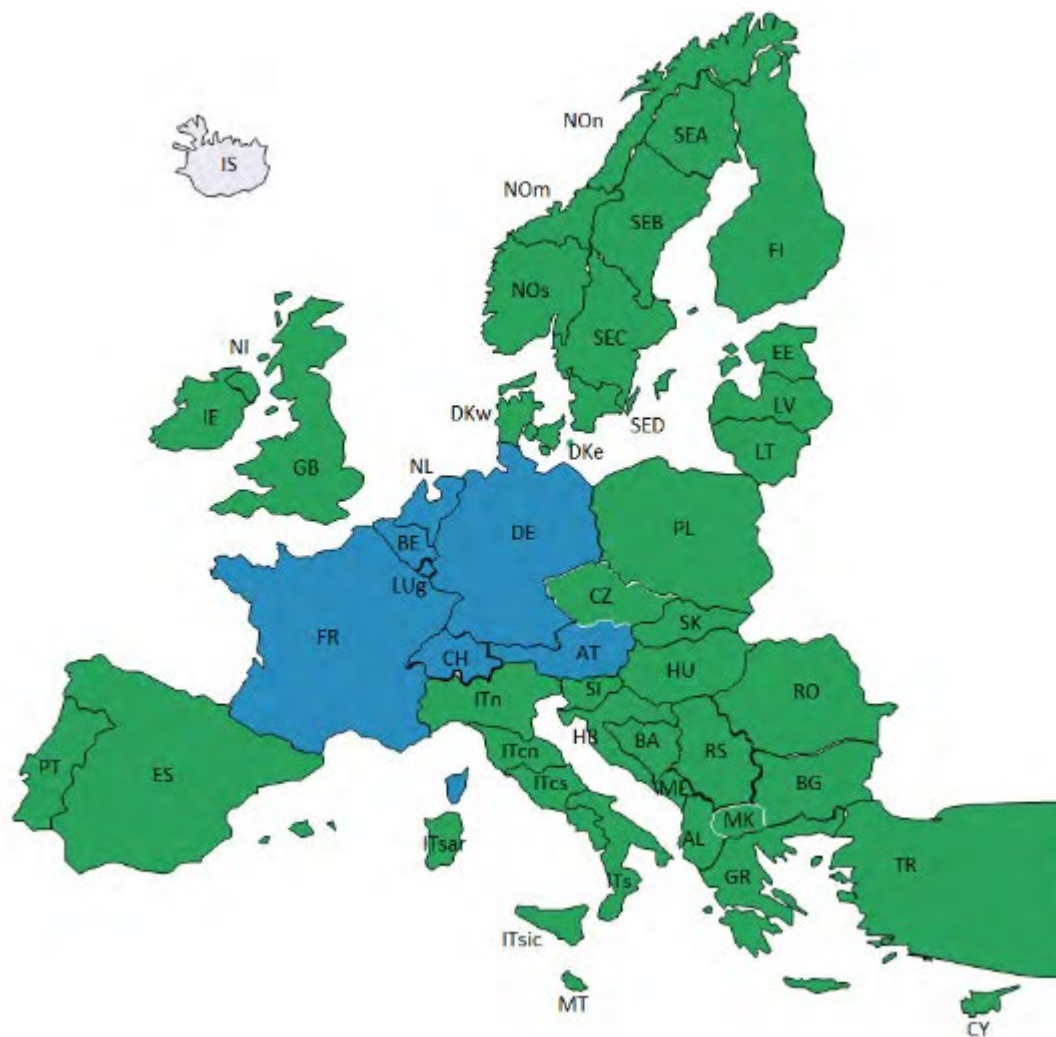 NOn
SEA
IS
NOm
SEB
FI
NOs
SEC
NI
EE
IE
LV
DKw
SED
LT
DKe
GB
NL
DE
PL
BE
LUg
CZ
SK
FR
CH
AT
HU
SI
RO
ITn
HB
BA
RS
ITcn
PT
ES
ITcs
ME
BG
MK
AL
ITsar
TR
ITs
GR
ITsic
MT
CY